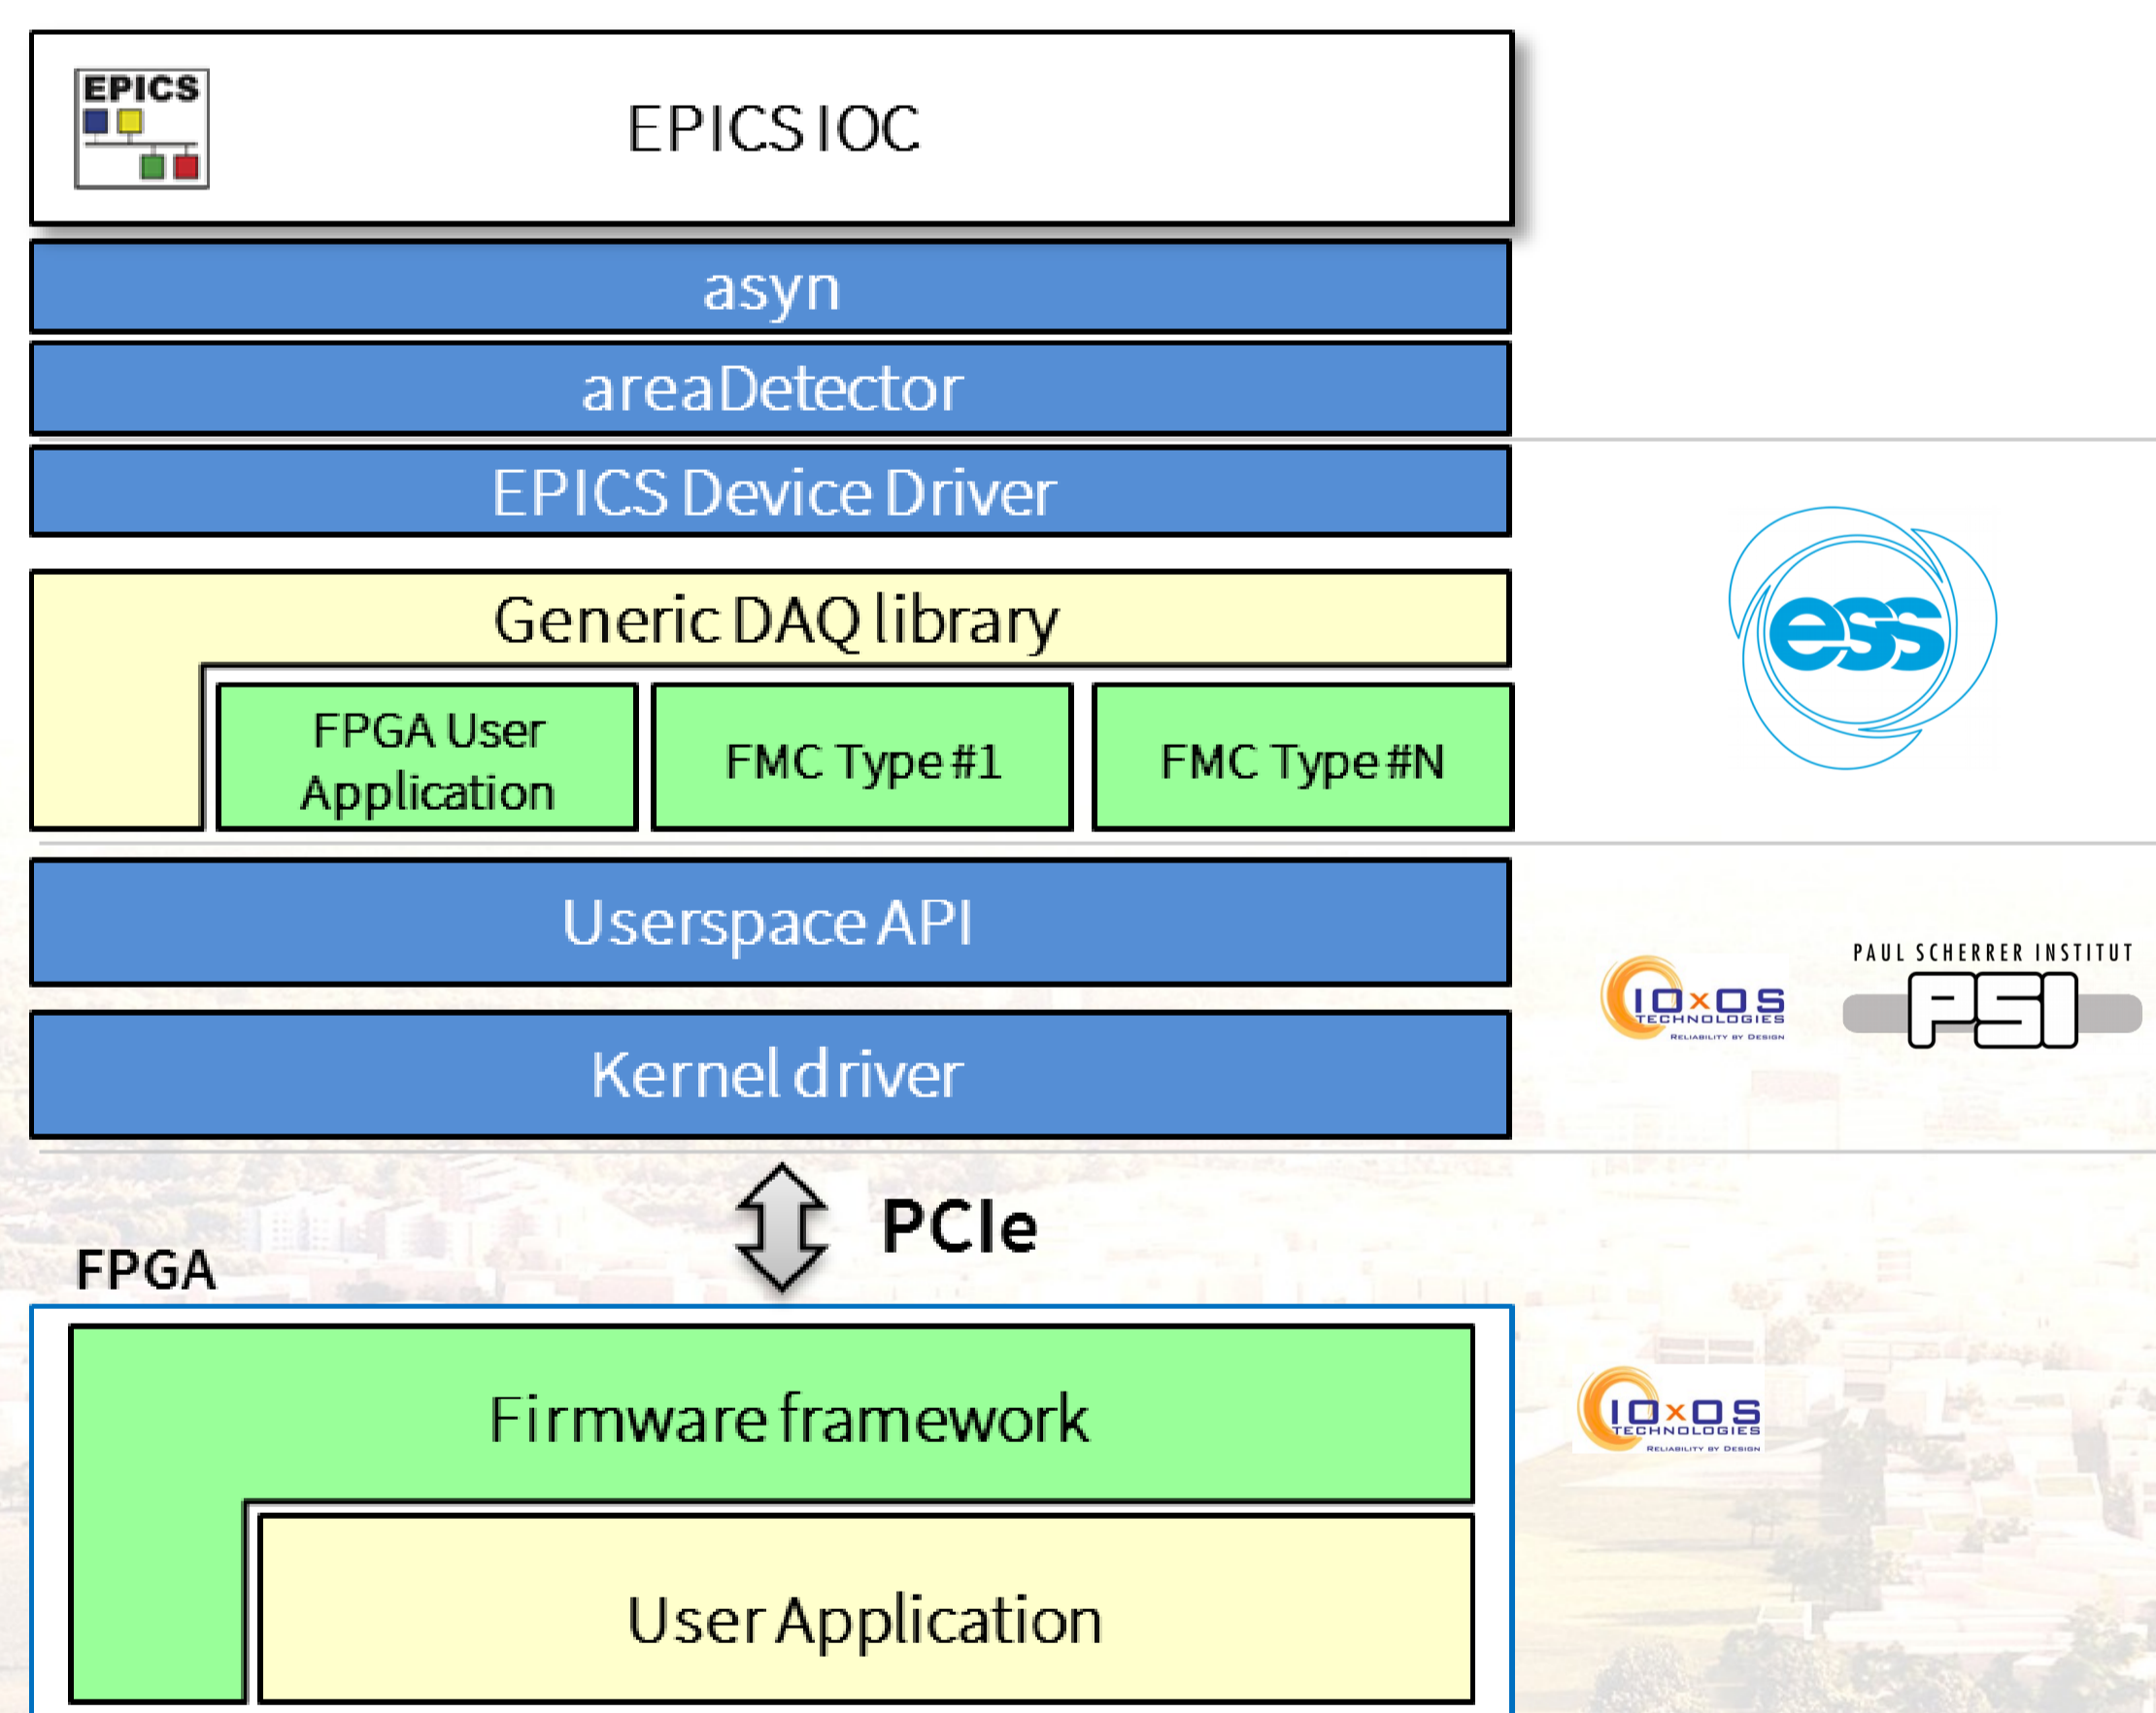 EPICS
EPICS IOC
asyn
areaDetector
EPICS Device Driver
Generic DAQ library
FPGA User
Application
FMC Type #1
FMC Type #N
ess
Userspace API
Kernel driver
IOxOS
TECHNOLOGIES
RELIABILITY BY DESIGN
PAUL SCHERRER INSTITUT
PSI
PCIe
FPGA
Firmware framework
User Application
IOxOS
TECHNOLOGIES
RELIABILITY BY DESIGN